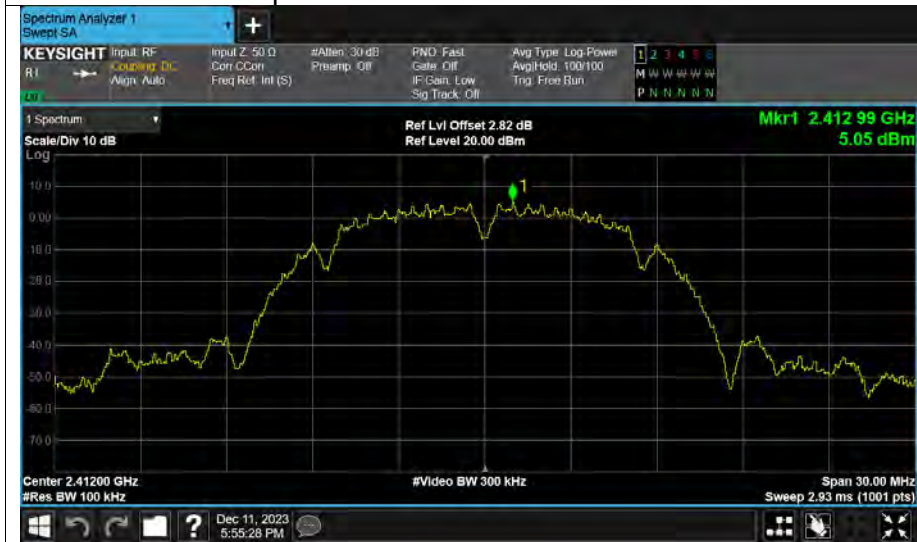 Spectrum Analyzer 1
Swept SA
+
KEYSIGHT
RL
Input: RF
Coupling: DC
Align: Auto
Input Z: 50 Ω
Corr CCorr
Freq Ref: Int (S)
#Atten: 30 dB
Preamp: Off
PNO: Fast
Gate: Off
IF Gain: Low
Sig Track: Off
Avg Type: Log-Power
Avg|Hold: 100/100
Trig: Free Run
1 2 3 4 5 6
M W W W W W
P N N N N N
1 Spectrum
Scale/Div 10 dB
Log
Ref Lvl Offset 2.82 dB
Ref Level 20.00 dBm
Mkr1 2.412 99 GHz
5.05 dBm
1
10.0
0.00
-10.0
-20.0
-30.0
-40.0
-50.0
-60.0
-70.0
Center 2.41200 GHz
#Res BW 100 kHz
#Video BW 300 kHz
Span 30.00 MHz
Sweep 2.93 ms (1001 pts)
?
Dec 11, 2023
5:55:28 PM